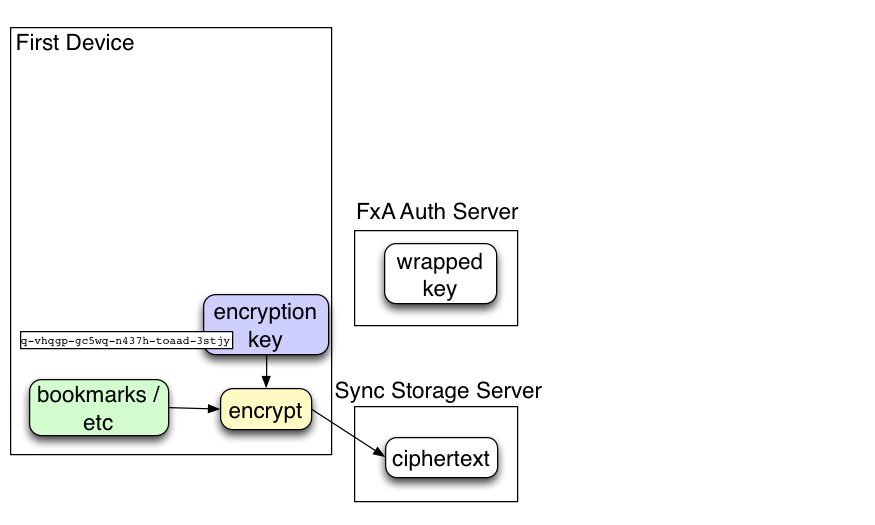 First Device
FxA Auth Server
wrapped
key
encryption
key
q-vhqgp-gc5wq-n437h-toaad-3stjy
bookmarks /
etc
encrypt
Sync Storage Server
ciphertext